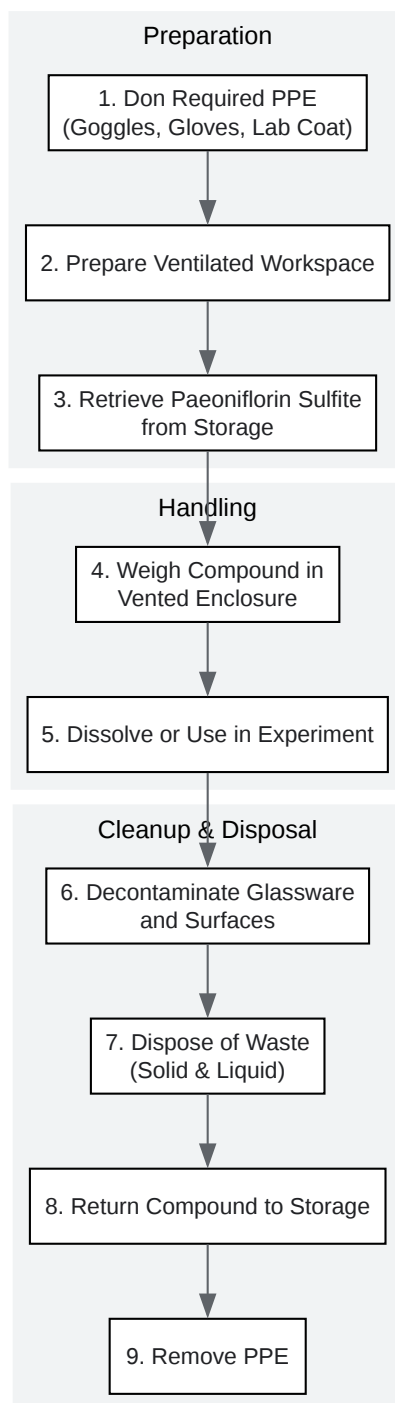 Preparation
1. Don Required PPE
(Goggles, Gloves, Lab Coat)
2. Prepare Ventilated Workspace
3. Retrieve Paeoniflorin Sulfite
from Storage
Handling
4. Weigh Compound in
Vented Enclosure
5. Dissolve or Use in Experiment
Cleanup & Disposal
6. Decontaminate Glassware
and Surfaces
7. Dispose of Waste
(Solid & Liquid)
8. Return Compound to Storage
9. Remove PPE